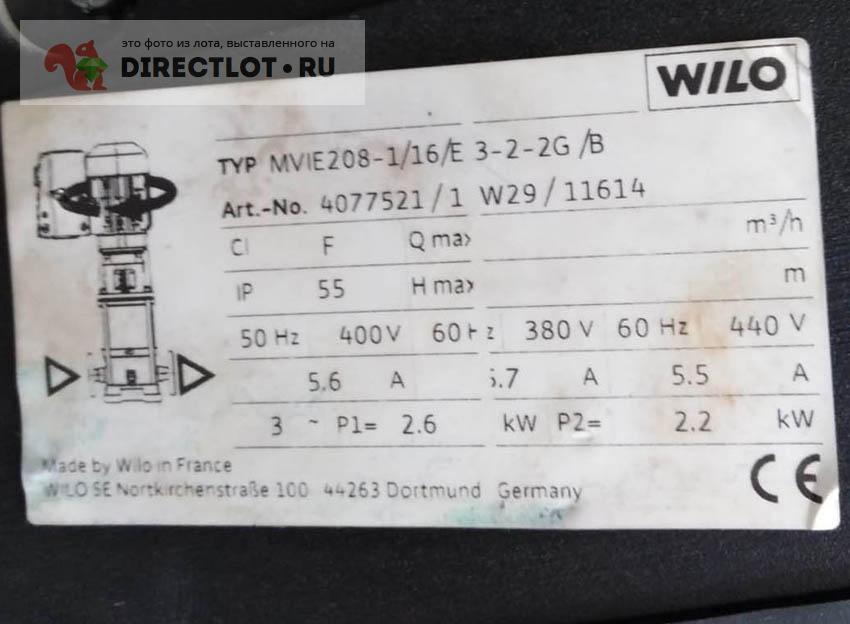 это фото из лота, выставленного на
DIRECTLOT•RU
WILO
TYP MVIE208-1/16/E 3-2-2G /B
Art.-No. 4077521/1 W29/11614
Cl F Q max m³/h
IP 55 H max m
50 Hz 400V 60Hz 380 V 60 Hz 440 V
5.6 A 5.7 A 5.5 A
3 ~ P1= 2.6 kW P2= 2.2 kW
Made by Wilo in France
WILO SE Nortkirchenstraße 100 44263 Dortmund Germany
CE